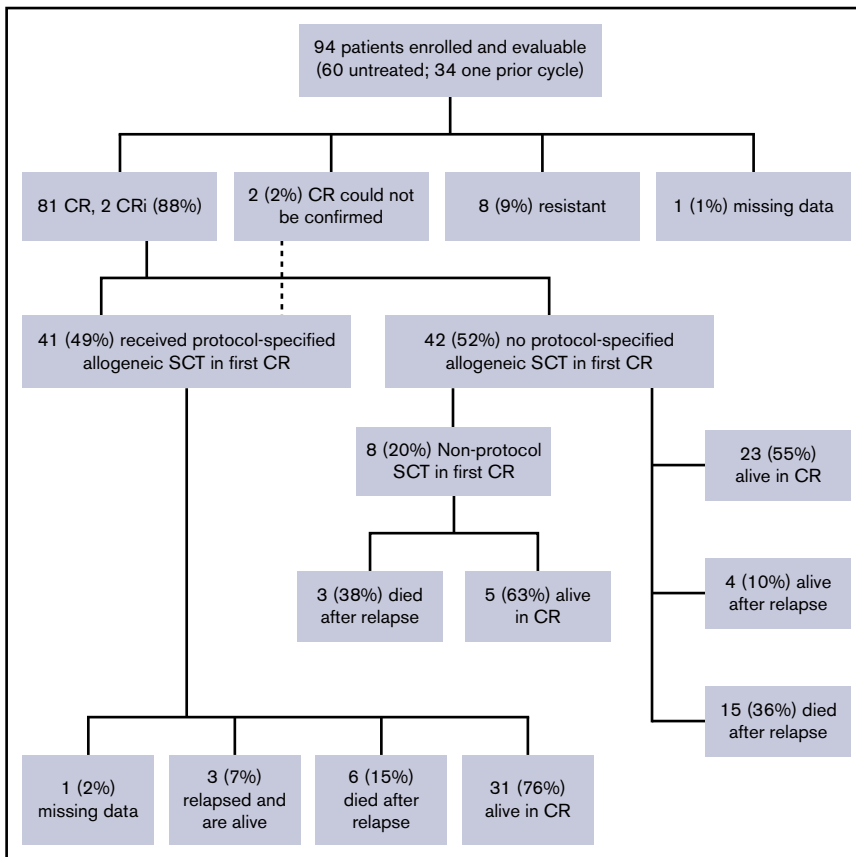 94 patients enrolled and evaluable
(60 untreated; 34 one prior cycle)
81 CR, 2 CRi (88%)
2 (2%) CR could not
be confirmed
8 (9%) resistant
1 (1%) missing data
41 (49%) received protocol-specified
allogeneic SCT in first CR
42 (52%) no protocol-specified
allogeneic SCT in first CR
8 (20%) Non-protocol
SCT in first CR
23 (55%)
alive in CR
3 (38%) died
after relapse
5 (63%) alive
in CR
4 (10%) alive
after relapse
15 (36%) died
after relapse
1 (2%)
missing data
3 (7%)
relapsed and
are alive
6 (15%)
died after
relapse
31 (76%)
alive in CR